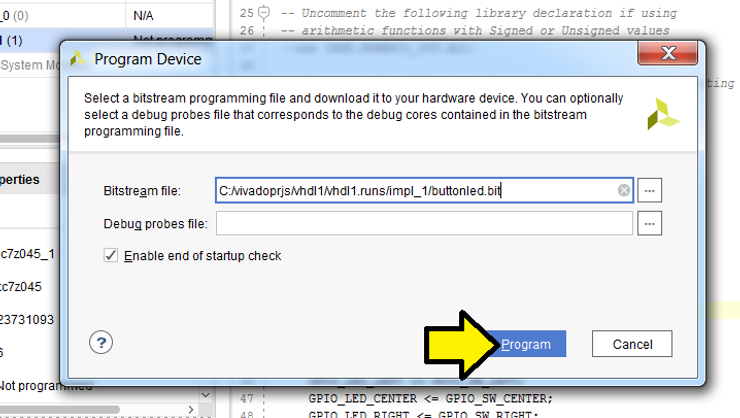 _0 (0)
N/A
25 -- Uncomment the following library declaration if using
26 -- arithmetic functions with Signed or Unsigned values
(1)
Not programm
System Mo
Program Device
Select a bitstream programming file and download it to your hardware device. You can optionally
select a debug probes file that corresponds to the debug cores contained in the bitstream
programming file.
ting
perties
Bitstream file: C:/vivadoprjs/vhdl1/vhdl1.runs/impl_1/buttonled.bit ...
Debug probes file: ...
Enable end of startup check
c7z045_1
c7z045
23731093
6
Not programmed
? Program Cancel
47 GPIO_LED_CENTER <= GPIO_SW_CENTER;
48 GPIO_LED_RIGHT <= GPIO_SW_RIGHT;